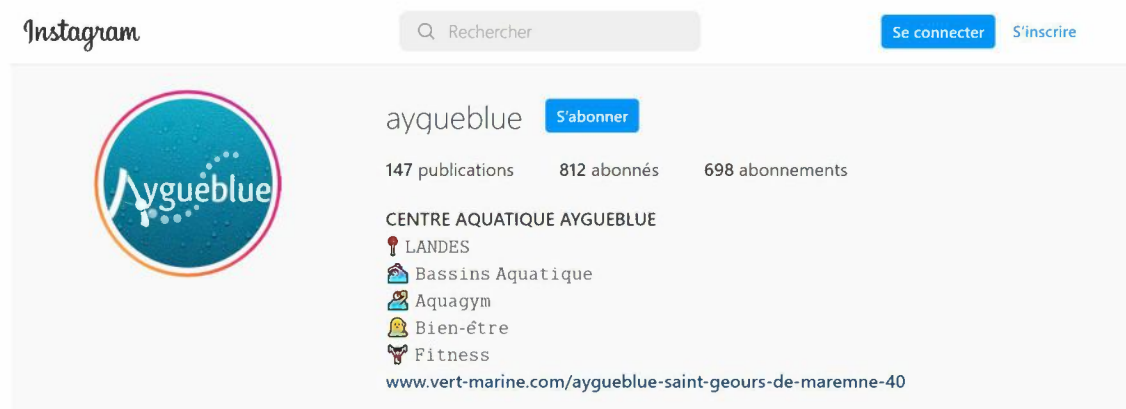 Instagram
Rechercher
Se connecter
S'inscrire
Aygueblue
aygueblue
S'abonner
147 publications 812 abonnés 698 abonnements
CENTRE AQUATIQUE AYGUEBLUE
LANDES
Bassins Aquatique
Aquagym
Bien-être
Fitness
www.vert-marine.com/aygueblue-saint-geours-de-maremne-40